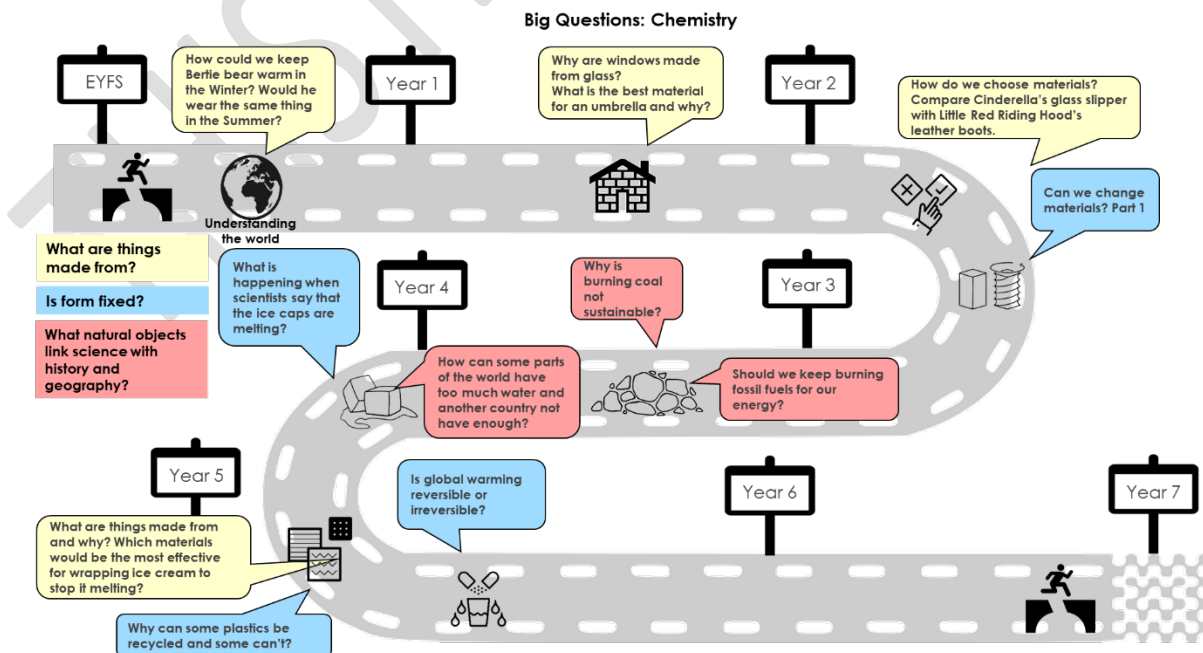 Big Questions: Chemistry
EYFS
How could we keep
Bertie bear warm in
the Winter? Would he
wear the same thing
in the Summer?
Year 1
Why are windows made
from glass?
What is the best material
for an umbrella and why?
Year 2
How do we choose materials?
Compare Cinderella's glass slipper
with Little Red Riding Hood's
leather boots.
Can we change
materials? Part 1
Understanding
the world
What are things
made from?
Is form fixed?
What natural objects
link science with
history and
geography?
What is
happening when
scientists say that
the ice caps are
melting?
Year 4
Why is
burning coal
not
sustainable?
Year 3
How can some parts
of the world have
too much water and
another country not
have enough?
Should we keep burning
fossil fuels for our
energy?
Year 5
What are things made from
and why? Which materials
would be the most effective
for wrapping ice cream to
stop it melting?
Why can some plastics be
recycled and some can't?
Is global warming
reversible or
irreversible?
Year 6
Year 7